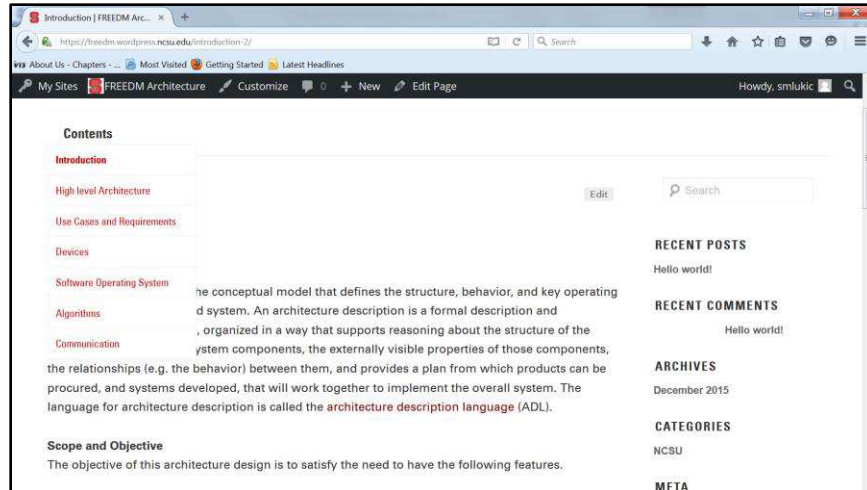 Introduction | FREEDM Arc... × +
https://freedm.wordpress.ncsu.edu/introduction-2/ Search
About Us - Chapters - ... Most Visited Getting Started Latest Headlines
My Sites FREEDM Architecture Customize 0 + New Edit Page Howdy, smlukic
Contents
Introduction
High level Architecture
Use Cases and Requirements
Devices
Software Operating System
Algorithms
Communication
Edit
he conceptual model that defines the structure, behavior, and key operating
d system. An architecture description is a formal description and
, organized in a way that supports reasoning about the structure of the
ystem components, the externally visible properties of those components,
the relationships (e.g. the behavior) between them, and provides a plan from which products can be
procured, and systems developed, that will work together to implement the overall system. The
language for architecture description is called the architecture description language (ADL).
Scope and Objective
The objective of this architecture design is to satisfy the need to have the following features.
Search
RECENT POSTS
Hello world!
RECENT COMMENTS
Hello world!
ARCHIVES
December 2015
CATEGORIES
NCSU
META